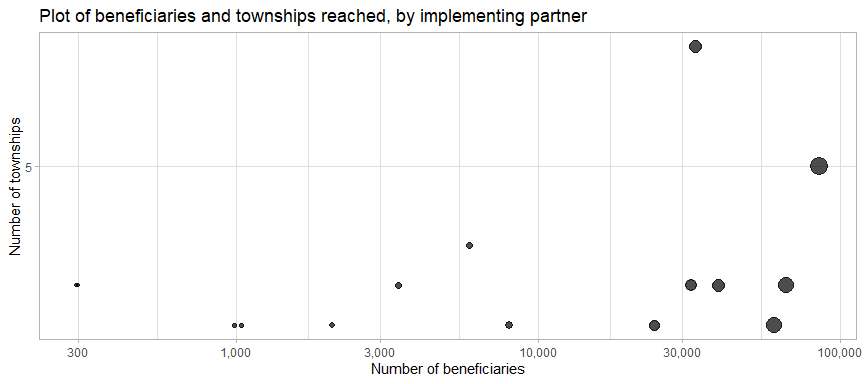 Plot of beneficiaries and townships reached, by implementing partner
Number of townships
5
300
1,000
3,000
10,000
30,000
100,000
Number of beneficiaries